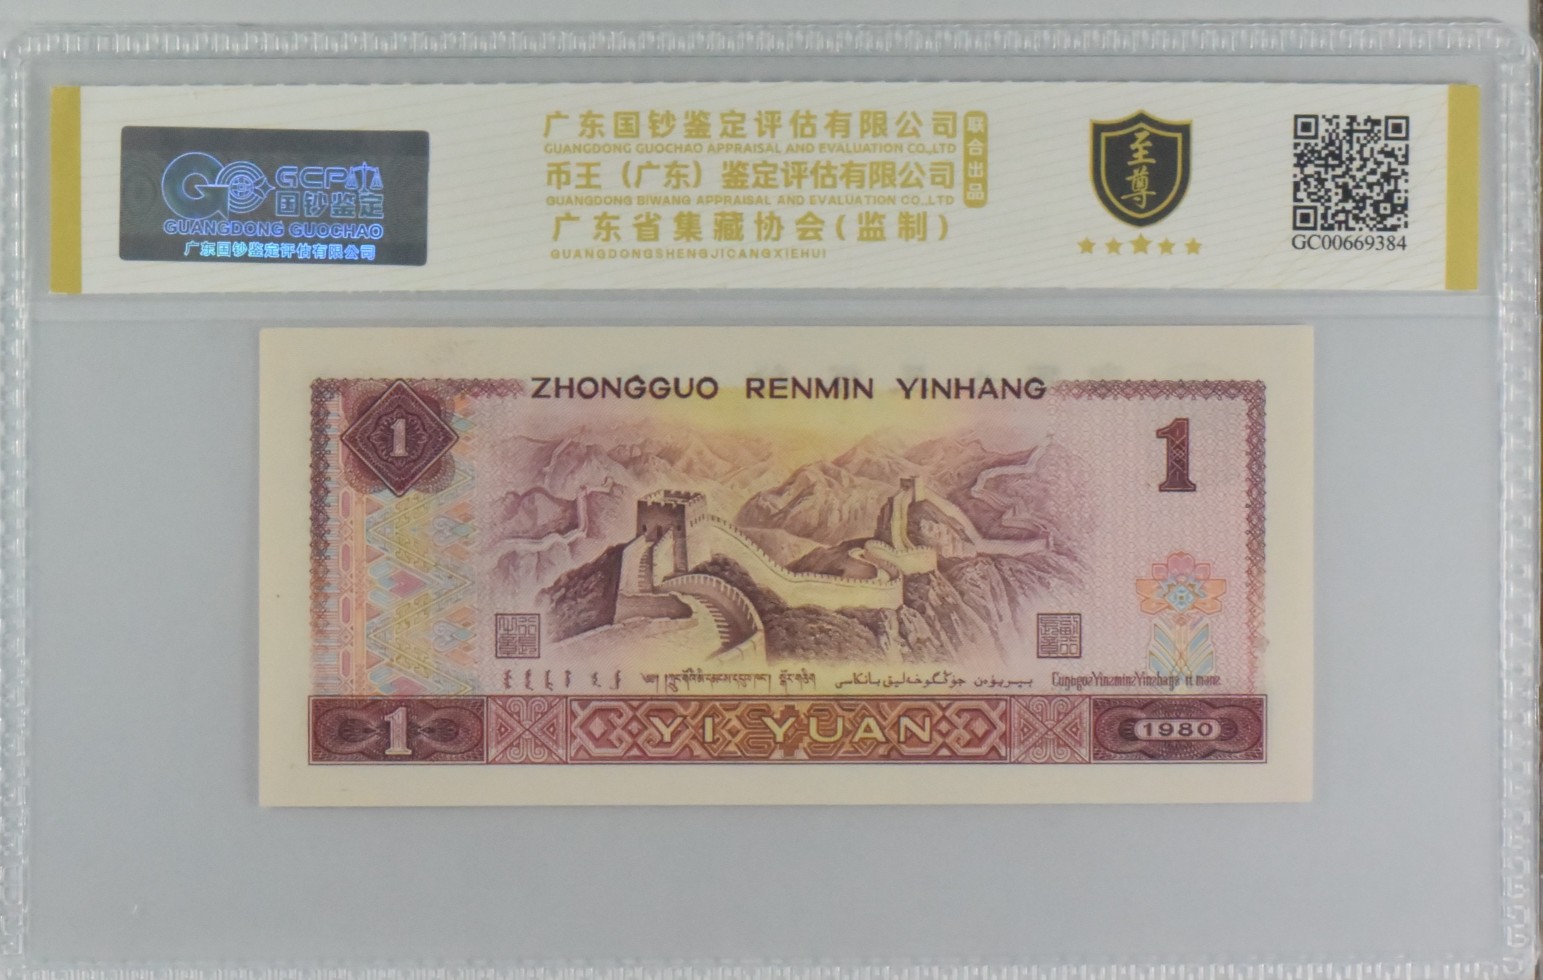 GCP
国钞鉴定
GUANGDONG GUOCHAO
广东国钞鉴定评估有限公司
广东国钞鉴定评估有限公司
GUANGDONG GUOCHAO APPRAISAL AND EVALUATION CO.,LTD
币王（广东）鉴定评估有限公司
GUANGDONG BIWANG APPRAISAL AND EVALUATION CO.,LTD
广东省集藏协会(监制)
GUANGDONGSHENGJICANGXIEHUI
联合出品
至尊
GC00669384
ZHONGGUO RENMIN YINHANG
1
1
1
YI YUAN
1980